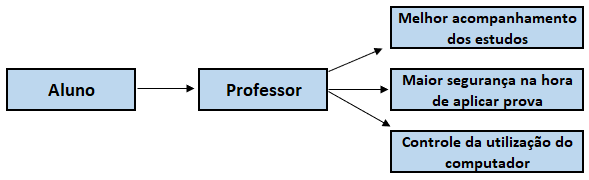 Aluno
Professor
Melhor acompanhamento
dos estudos
Maior segurança na hora
de aplicar prova
Controle da utilização do
computador